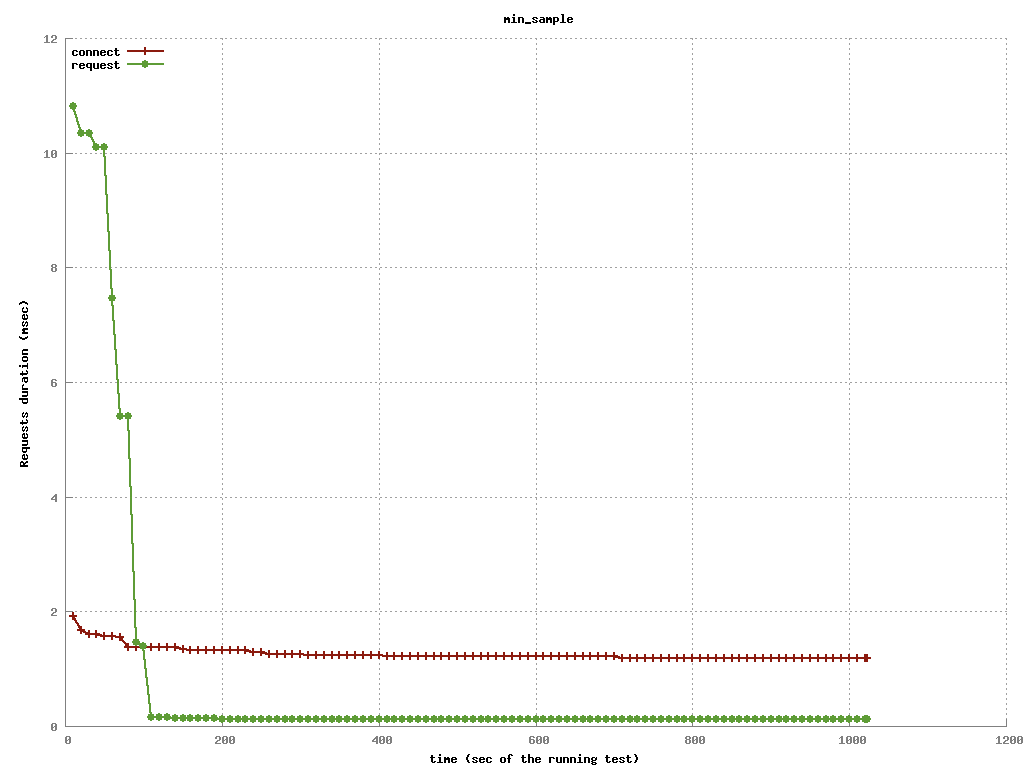 min_sample
connect
request
12
10
8
6
4
2
0
Requests duration (msec)
0 200 400 600 800 1000 1200
time (sec of the running test)